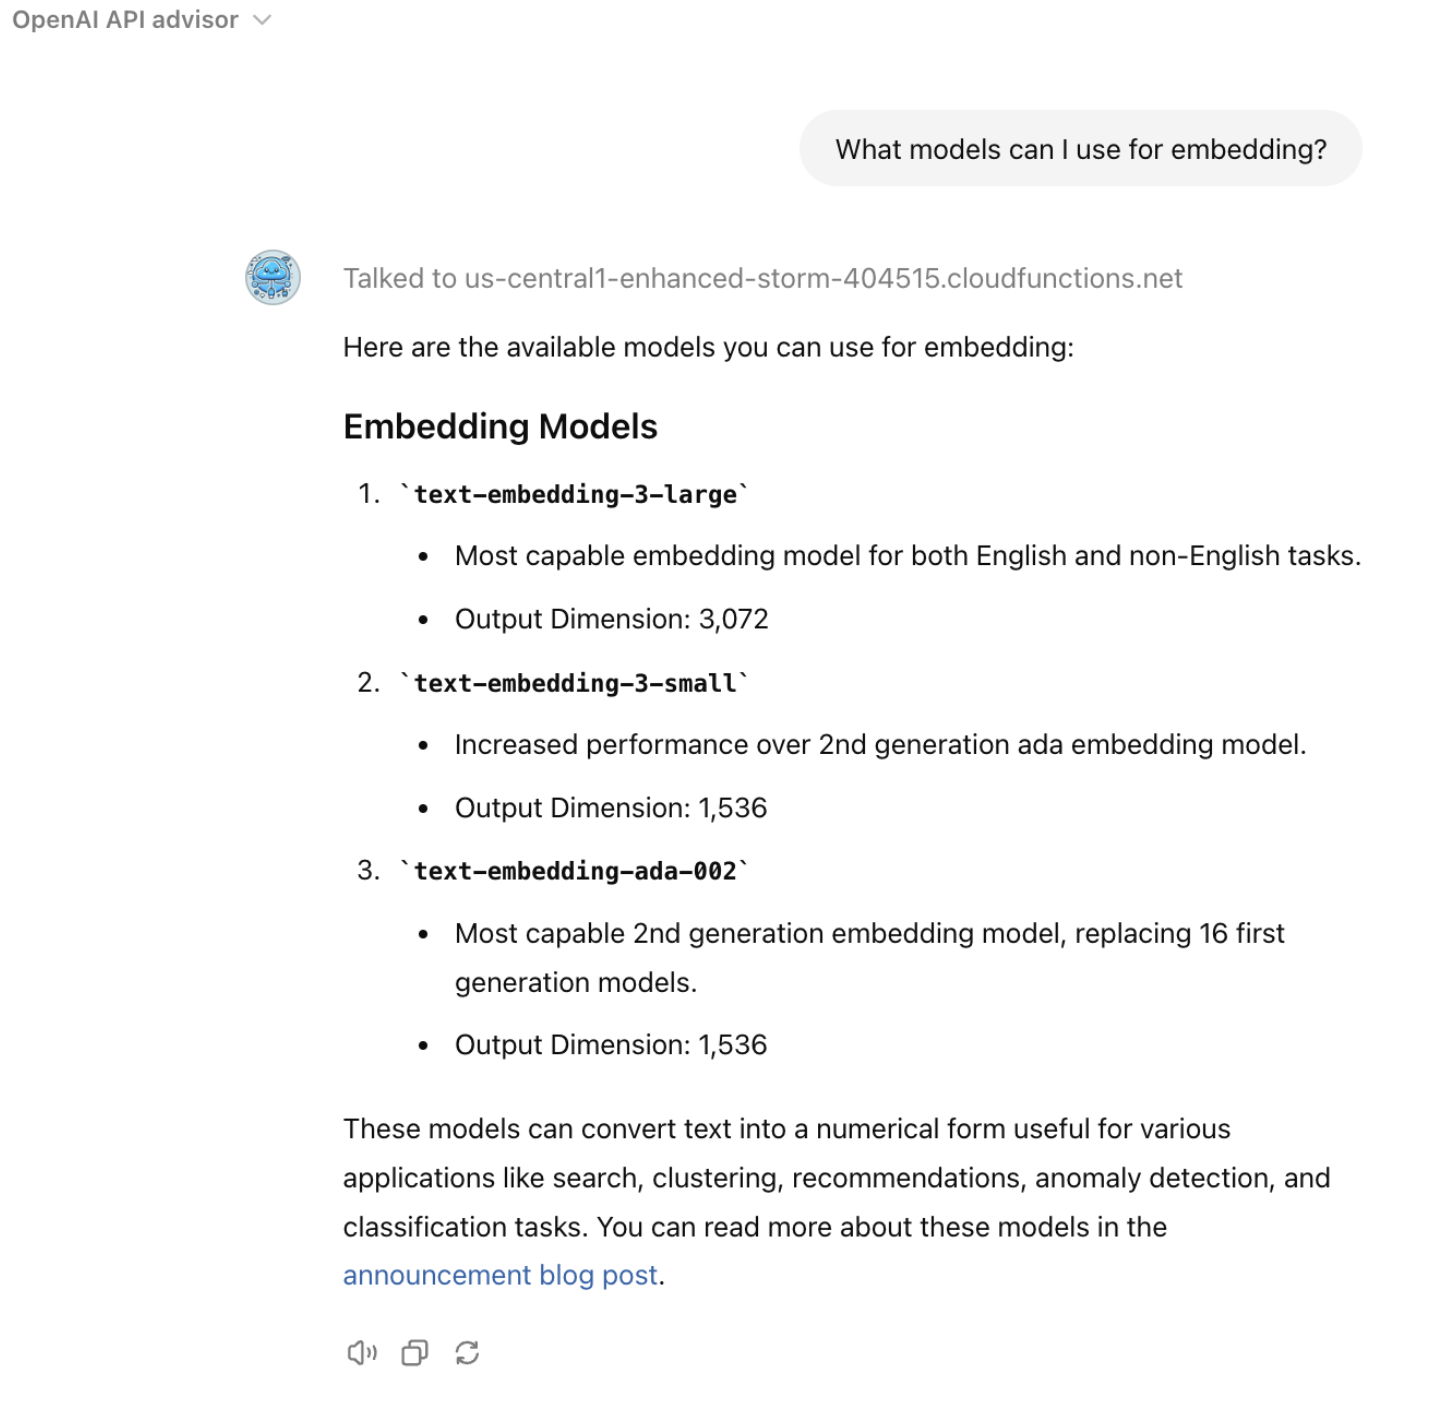 OpenAI API advisor
What models can I use for embedding?
Talked to us-central1-enhanced-storm-404515.cloudfunctions.net
Here are the available models you can use for embedding:
Embedding Models
1. `text-embedding-3-large`
• Most capable embedding model for both English and non-English tasks.
• Output Dimension: 3,072
2. `text-embedding-3-small`
• Increased performance over 2nd generation ada embedding model.
• Output Dimension: 1,536
3. `text-embedding-ada-002`
• Most capable 2nd generation embedding model, replacing 16 first
generation models.
• Output Dimension: 1,536
These models can convert text into a numerical form useful for various
applications like search, clustering, recommendations, anomaly detection, and
classification tasks. You can read more about these models in the
announcement blog post.